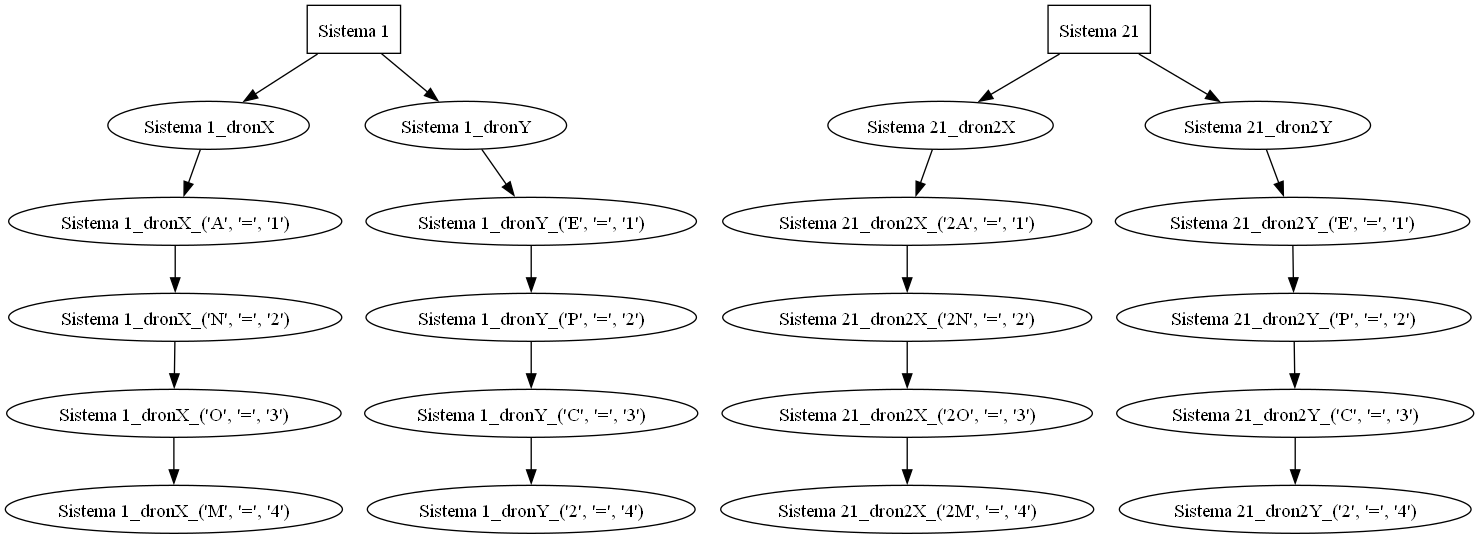 Sistema 1
Sistema 21
Sistema 1_dronX
Sistema 1_dronY
Sistema 21_dron2X
Sistema 21_dron2Y
Sistema 1_dronX_('A', '=', '1')
Sistema 1_dronY_('E', '=', '1')
Sistema 21_dron2X_('2A', '=', '1')
Sistema 21_dron2Y_('E', '=', '1')
Sistema 1_dronX_('N', '=', '2')
Sistema 1_dronY_('P', '=', '2')
Sistema 21_dron2X_('2N', '=', '2')
Sistema 21_dron2Y_('P', '=', '2')
Sistema 1_dronX_('O', '=', '3')
Sistema 1_dronY_('C', '=', '3')
Sistema 21_dron2X_('2O', '=', '3')
Sistema 21_dron2Y_('C', '=', '3')
Sistema 1_dronX_('M', '=', '4')
Sistema 1_dronY_('2', '=', '4')
Sistema 21_dron2X_('2M', '=', '4')
Sistema 21_dron2Y_('2', '=', '4')